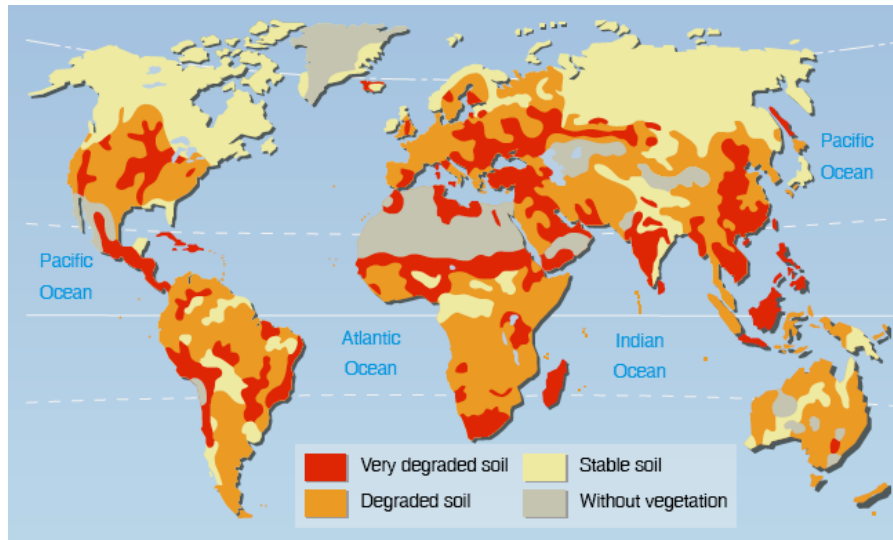 Pacific
Ocean
Pacific
Ocean
Atlantic
Ocean
Indian
Ocean
Very degraded soil
Stable soil
Degraded soil
Without vegetation